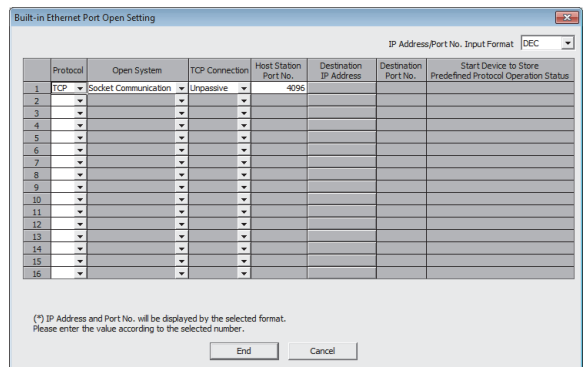 Built-in Ethernet Port Open Setting
IP Address/Port No. Input Format DEC
Protocol Open System TCP Connection Host Station Port No. Destination IP Address Destination Port No. Start Device to Store Predefined Protocol Operation Status
1 TCP Socket Communication Unpassive 4096
2
3
4
5
6
7
8
9
10
11
12
13
14
15
16
(*) IP Address and Port No. will be displayed by the selected format.
Please enter the value according to the selected number.
End Cancel